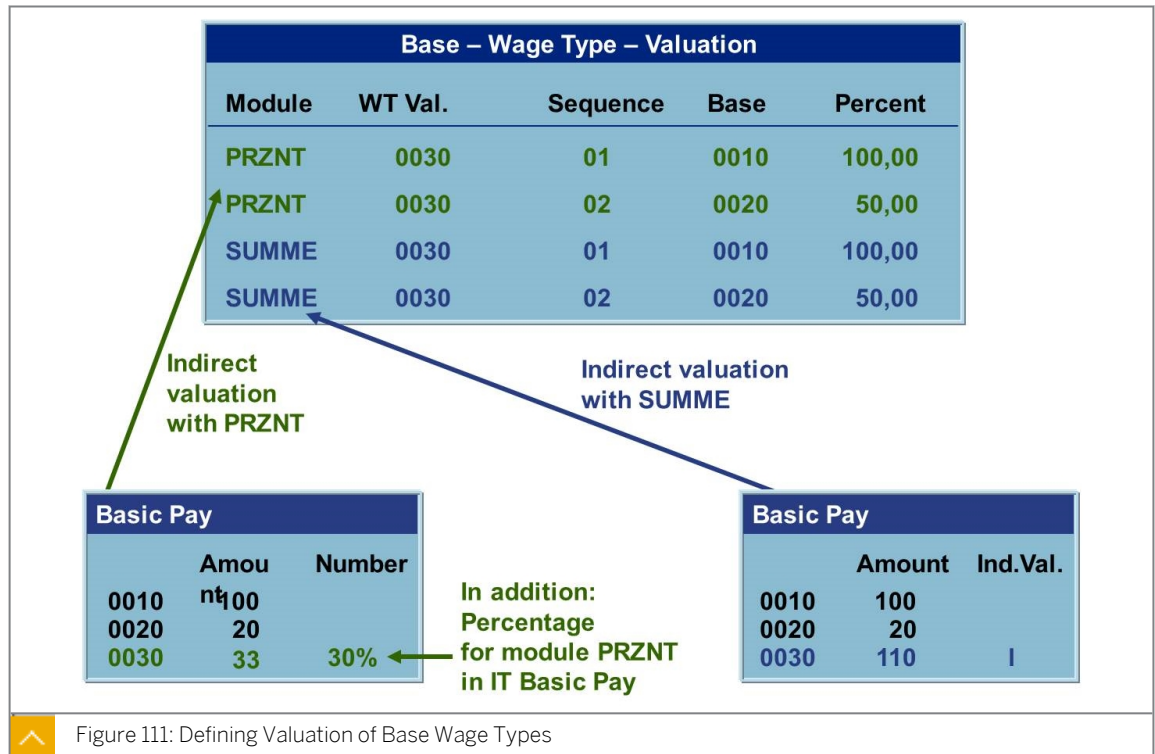 Base – Wage Type – Valuation
Module WT Val. Sequence Base Percent
PRZNT 0030 01 0010 100,00
PRZNT 0030 02 0020 50,00
SUMME 0030 01 0010 100,00
SUMME 0030 02 0020 50,00
Indirect
valuation
with PRZNT
Indirect valuation
with SUMME
Basic Pay
Amou Number
nt
0010 100
0020 20
0030 33 30%
In addition:
Percentage
for module PRZNT
in IT Basic Pay
Basic Pay
Amount Ind.Val.
0010 100
0020 20
0030 110 I
Figure 111: Defining Valuation of Base Wage Types